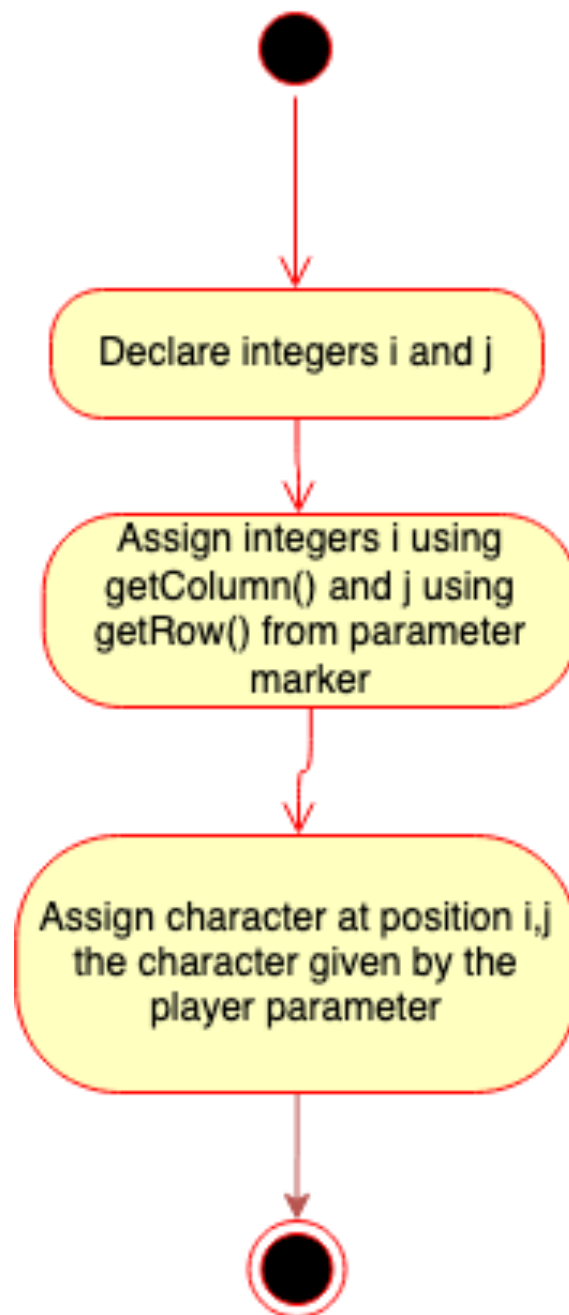 Declare integers i and j
Assign integers i using
getColumn() and j using
getRow() from parameter
marker
Assign character at position i,j
the character given by the
player parameter